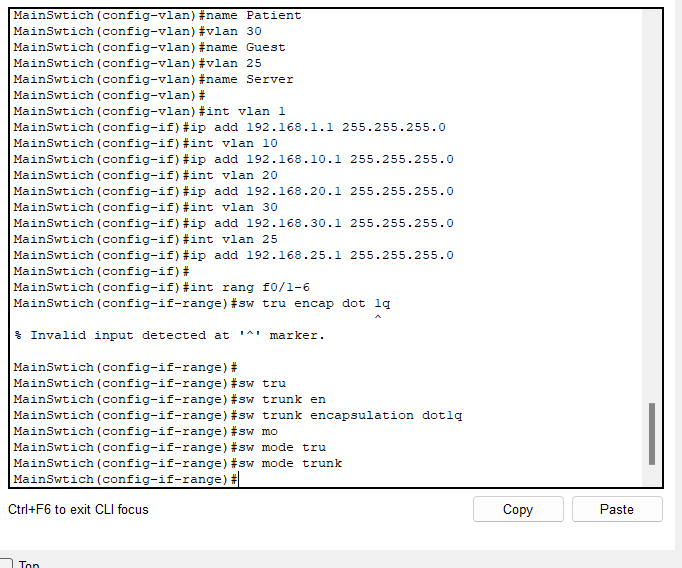 MainSwtich(config-vlan)#name Patient
MainSwtich(config-vlan)#vlan 30
MainSwtich(config-vlan)#name Guest
MainSwtich(config-vlan)#vlan 25
MainSwtich(config-vlan)#name Server
MainSwtich(config-vlan)#
MainSwtich(config-vlan)#int vlan 1
MainSwtich(config-if)#ip add 192.168.1.1 255.255.255.0
MainSwtich(config-if)#int vlan 10
MainSwtich(config-if)#ip add 192.168.10.1 255.255.255.0
MainSwtich(config-if)#int vlan 20
MainSwtich(config-if)#ip add 192.168.20.1 255.255.255.0
MainSwtich(config-if)#int vlan 30
MainSwtich(config-if)#ip add 192.168.30.1 255.255.255.0
MainSwtich(config-if)#int vlan 25
MainSwtich(config-if)#ip add 192.168.25.1 255.255.255.0
MainSwtich(config-if)#
MainSwtich(config-if)#int rang f0/1-6
MainSwtich(config-if-range)#sw tru encap dot 1q
^
% Invalid input detected at '^' marker.
MainSwtich(config-if-range)#
MainSwtich(config-if-range)#sw tru
MainSwtich(config-if-range)#sw trunk en
MainSwtich(config-if-range)#sw trunk encapsulation dot1q
MainSwtich(config-if-range)#sw mo
MainSwtich(config-if-range)#sw mode tru
MainSwtich(config-if-range)#sw mode trunk
MainSwtich(config-if-range)#
Ctrl+F6 to exit CLI focus
Copy
Paste
Top